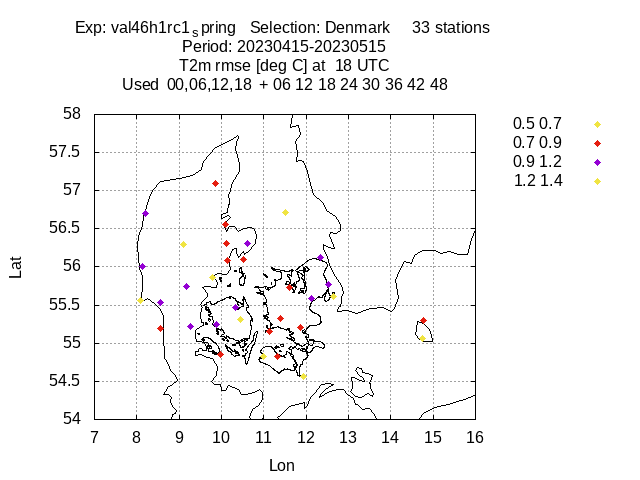 Exp: val46h1rc1spring Selection: Denmark 33 stations
Period: 20230415-20230515
T2m rmse [deg C] at 18 UTC
Used 00,06,12,18 + 06 12 18 24 30 36 42 48
0.5 0.7
0.7 0.9
0.9 1.2
1.2 1.4
58
57.5
57
56.5
56
55.5
55
54.5
54
Lat
7 8 9 10 11 12 13 14 15 16
Lon